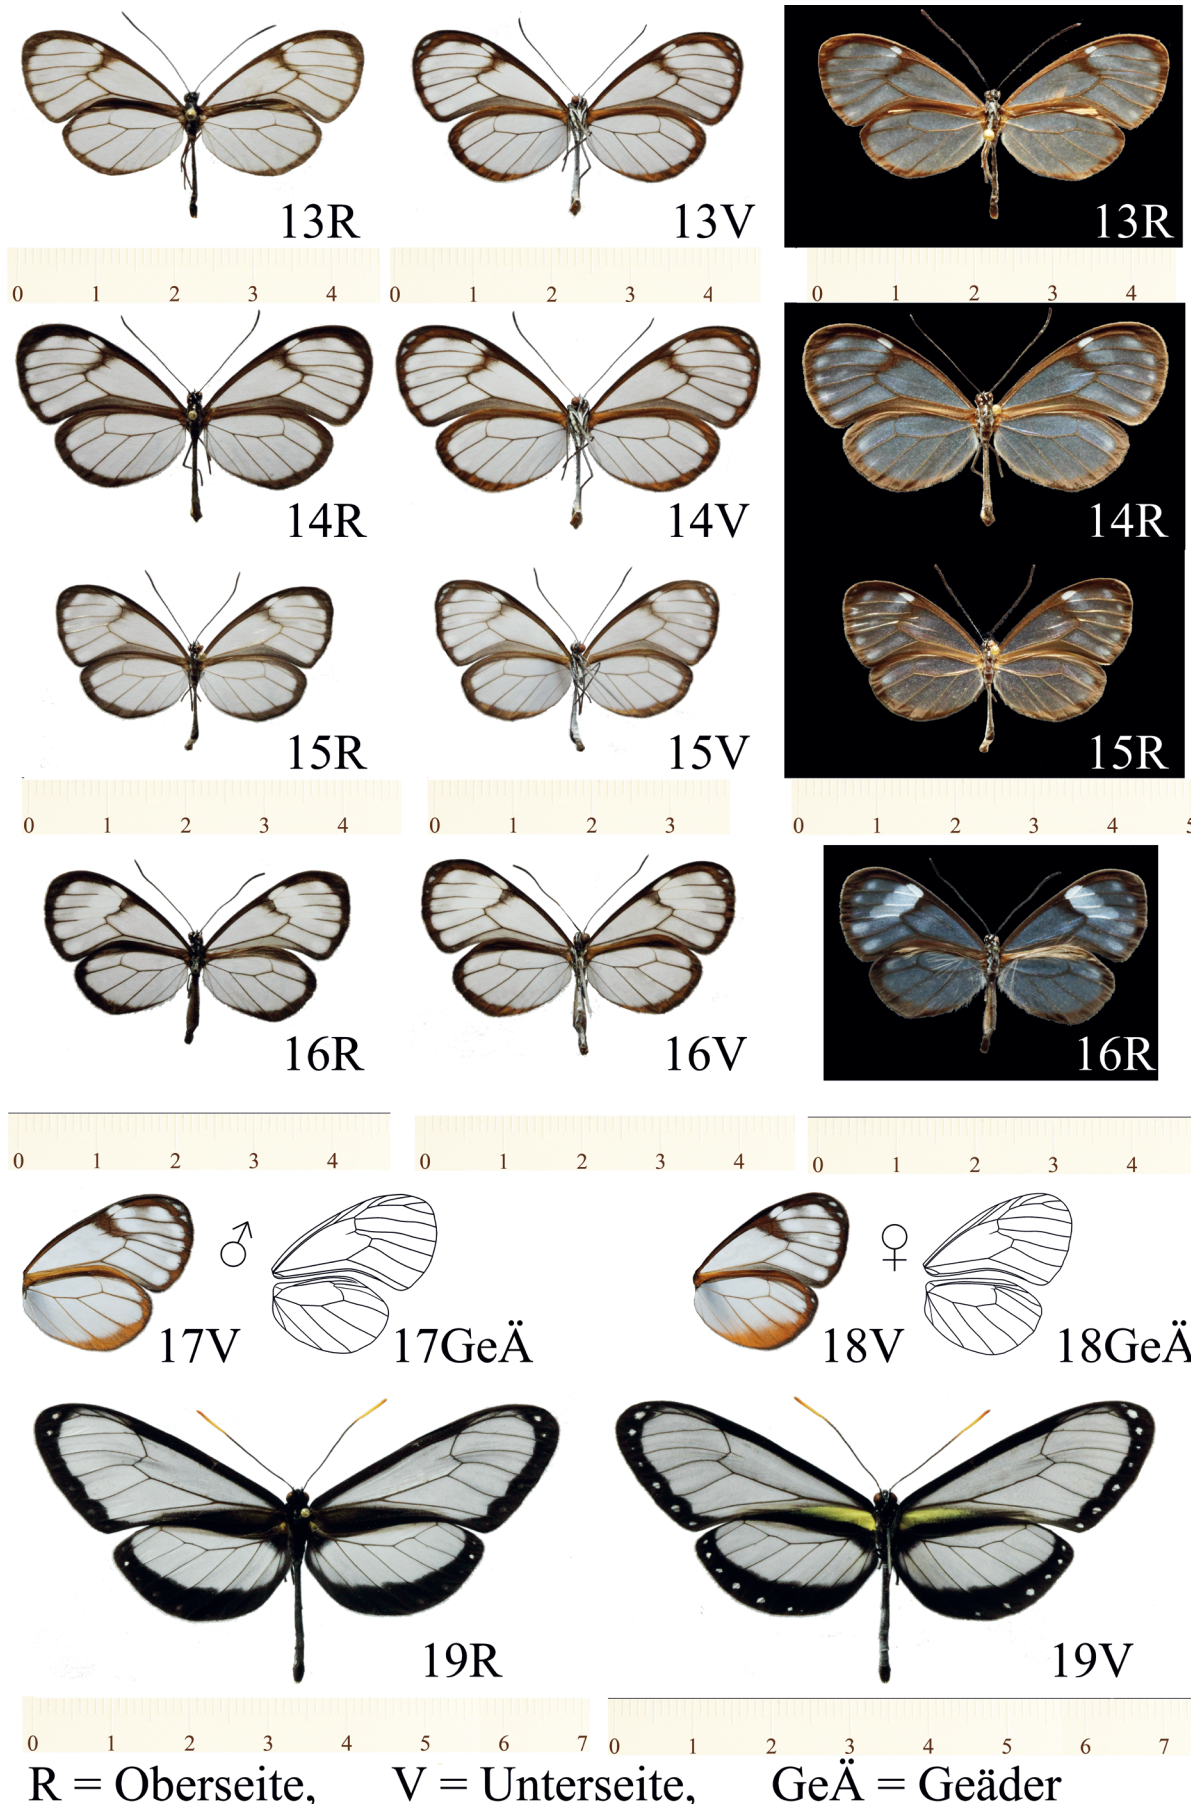 13R 13V 13R
0 1 2 3 4 0 1 2 3 4 0 1 2 3 4
14R 14V 14R
15R 15V 15R
0 1 2 3 4 0 1 2 3 0 1 2 3 4 5
16R 16V 16R
0 1 2 3 4 0 1 2 3 4 0 1 2 3 4
♂ ♀
17V 17GeÄ 18V 18GeÄ
19R 19V
0 1 2 3 4 5 6 7 0 1 2 3 4 5 6 7
R = Oberseite, V = Unterseite, GeÄ = Geäder